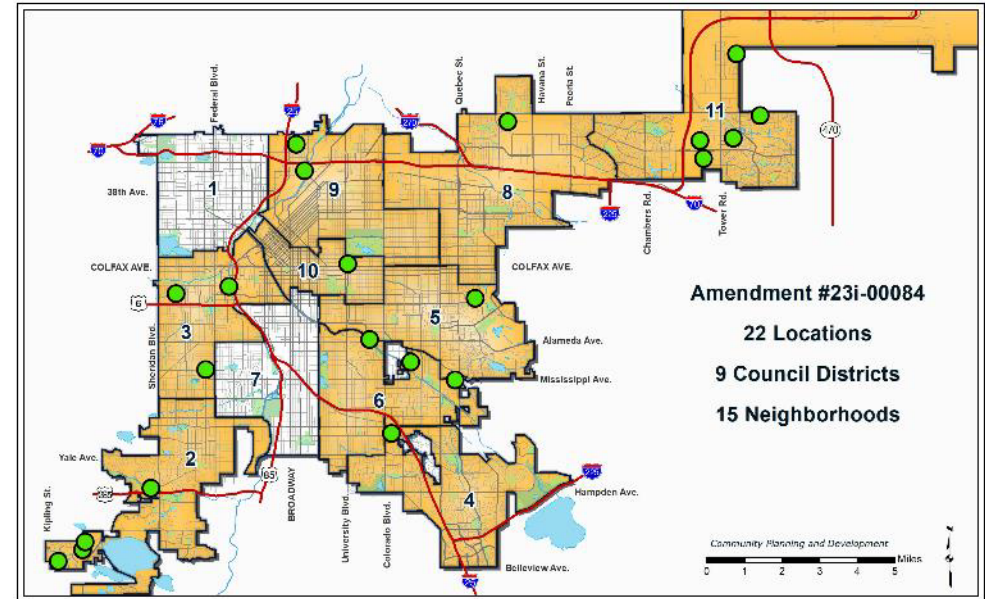 Federal Blvd.
Quebec St.
Havana St.
Peoria St.
76
76
25
270
11
470
38th Ave.
1
9
8
225
70
Chambers Rd.
Tower Rd.
COLFAX AVE.
10
COLFAX AVE.
6
Amendment #23i-00084
22 Locations
9 Council Districts
15 Neighborhoods
3
5
Sheridan Blvd.
Alameda Ave.
7
Mississippi Ave.
6
Yale Ave.
2
85
BROADWAY
University Blvd.
Colorado Blvd.
4
225
Hampden Ave.
285
Kipling St.
Belleview Ave.
25
Community Planning and Development
Miles
0 1 2 3 4 5